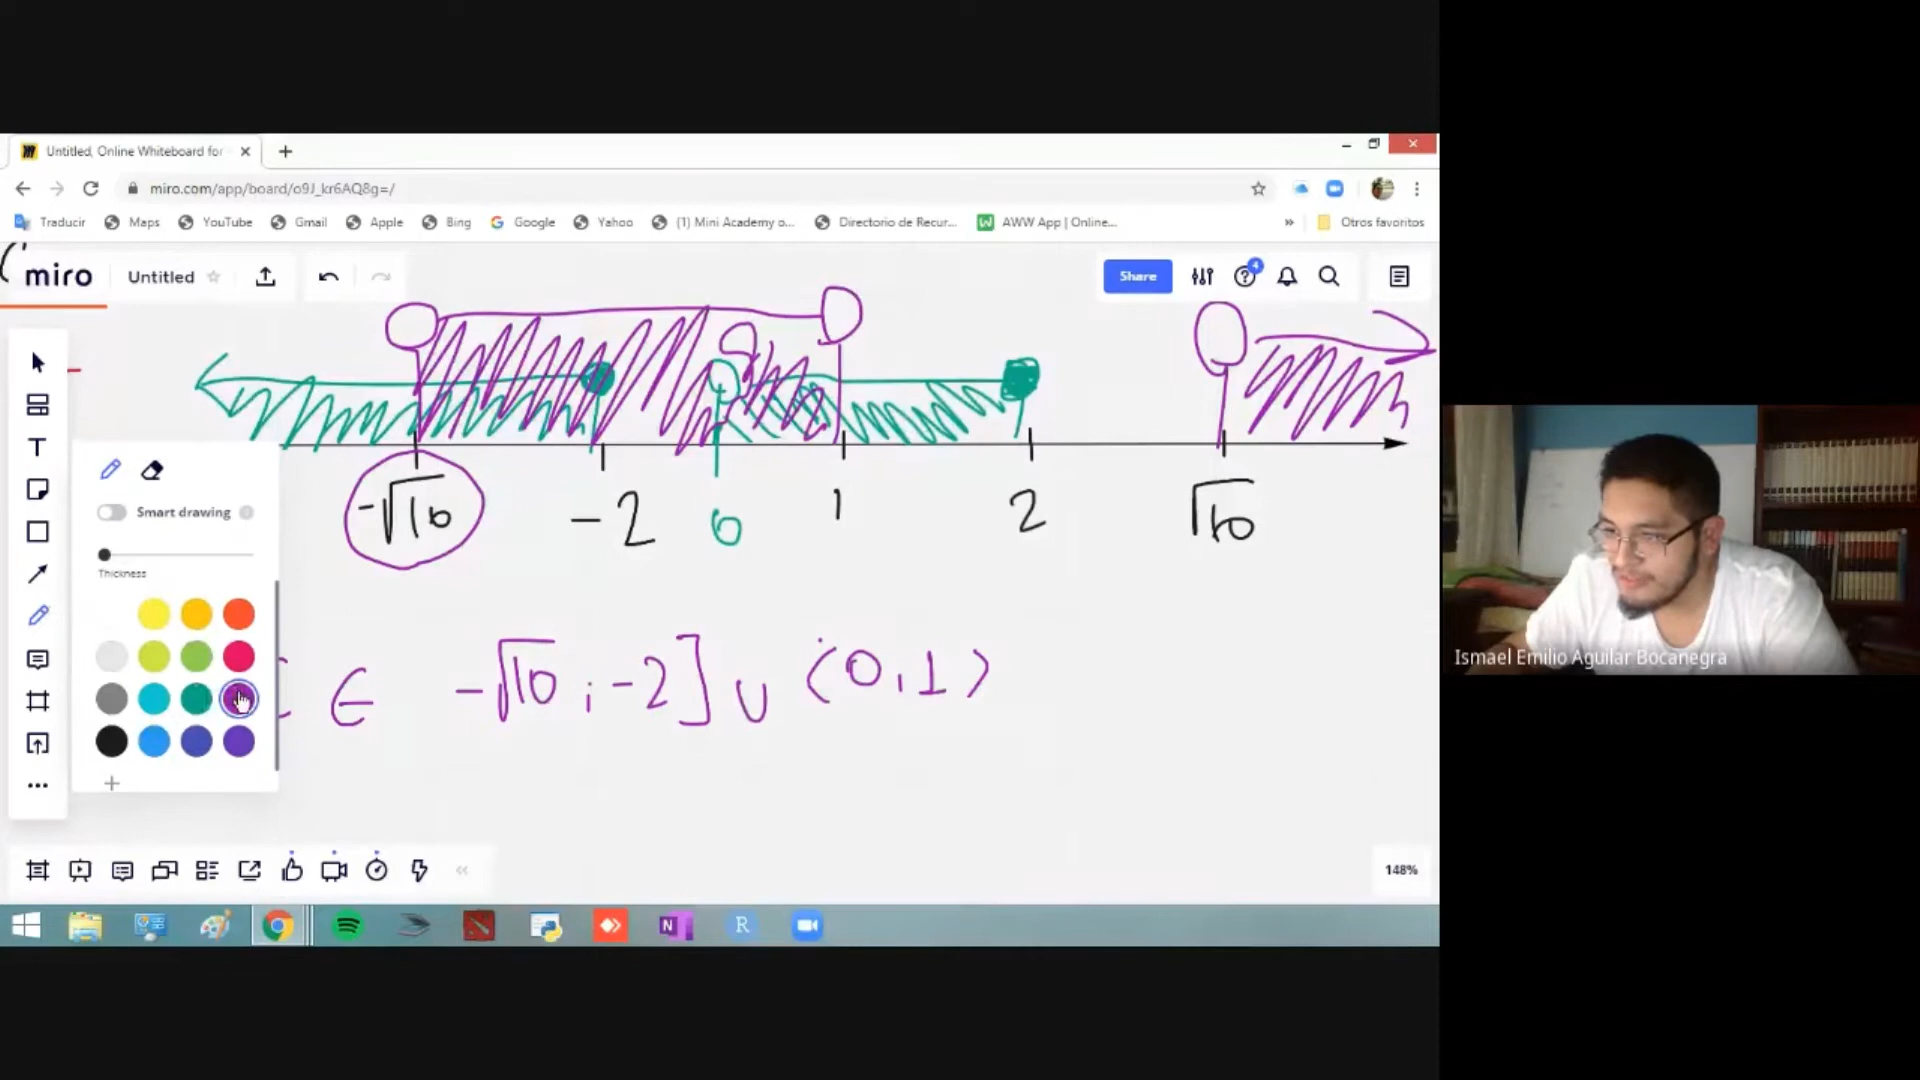 Untitled, Online Whiteboard for
miro.com/app/board/o9J_kr6AQ8g=/
Traducir Maps YouTube Gmail Apple Bing Google Yahoo (1) Mini Academy o... Directorio de Recur... AWW App | Online... » Otros favoritos
miro Untitled Share 4
-√10 -2 0 1 2 √10
Smart drawing
Thickness
∈ -√10 ; -2] ∪ ⟨0,1⟩
Ismael Emilio Aguilar Bocanegra
148%